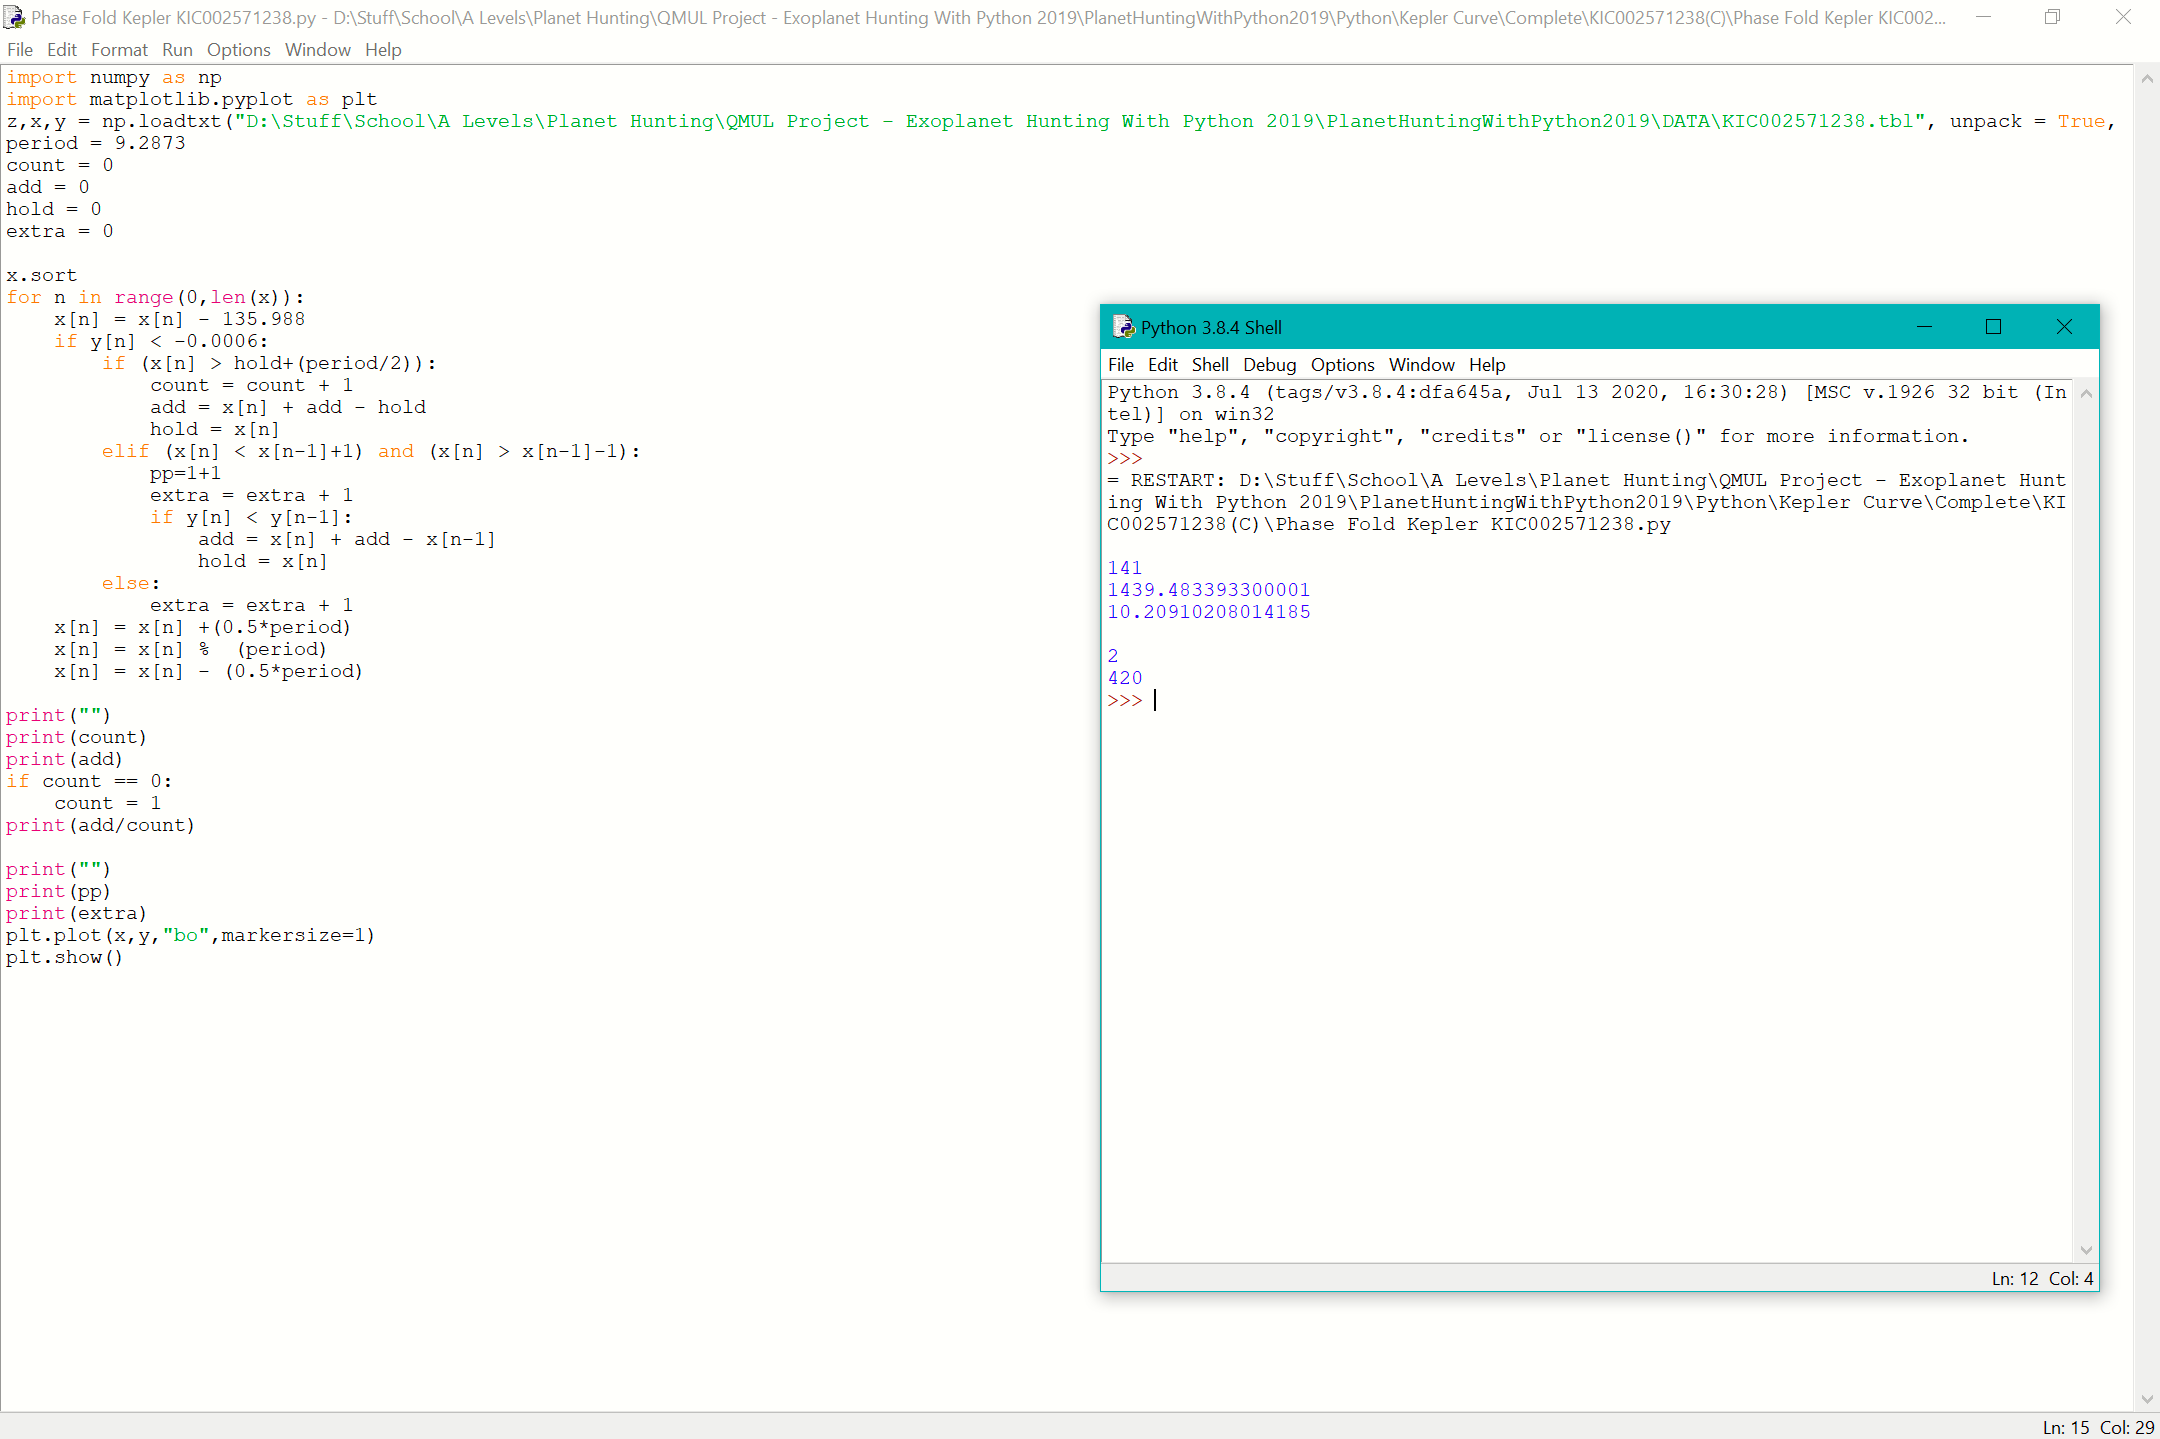 Phase Fold Kepler KIC002571238.py - D:\Stuff\School\A Levels\Planet Hunting\QMUL Project - Exoplanet Hunting With Python 2019\PlanetHuntingWithPython2019\Python\Kepler Curve\Complete\KIC002571238(C)\Phase Fold Kepler KIC002...
File Edit Format Run Options Window Help
import numpy as np
import matplotlib.pyplot as plt
z,x,y = np.loadtxt("D:\Stuff\School\A Levels\Planet Hunting\QMUL Project - Exoplanet Hunting With Python 2019\PlanetHuntingWithPython2019\DATA\KIC002571238.tbl", unpack = True,
period = 9.2873
count = 0
add = 0
hold = 0
extra = 0

x.sort
for n in range(0,len(x)):
    x[n] = x[n] - 135.988
    if y[n] < -0.0006:
        if (x[n] > hold+(period/2)):
            count = count + 1
            add = x[n] + add - hold
            hold = x[n]
        elif (x[n] < x[n-1]+1) and (x[n] > x[n-1]-1):
            pp=1+1
            extra = extra + 1
            if y[n] < y[n-1]:
                add = x[n] + add - x[n-1]
                hold = x[n]
        else:
            extra = extra + 1
    x[n] = x[n] +(0.5*period)
    x[n] = x[n] %  (period)
    x[n] = x[n] - (0.5*period)

print("")
print(count)
print(add)
if count == 0:
    count = 1
print(add/count)

print("")
print(pp)
print(extra)
plt.plot(x,y,"bo",markersize=1)
plt.show()
Ln: 15 Col: 29
Python 3.8.4 Shell
File Edit Shell Debug Options Window Help
Python 3.8.4 (tags/v3.8.4:dfa645a, Jul 13 2020, 16:30:28) [MSC v.1926 32 bit (In
tel)] on win32
Type "help", "copyright", "credits" or "license()" for more information.
>>>
= RESTART: D:\Stuff\School\A Levels\Planet Hunting\QMUL Project - Exoplanet Hunt
ing With Python 2019\PlanetHuntingWithPython2019\Python\Kepler Curve\Complete\KI
C002571238(C)\Phase Fold Kepler KIC002571238.py

141
1439.483393300001
10.20910208014185

2
420
>>>
Ln: 12 Col: 4